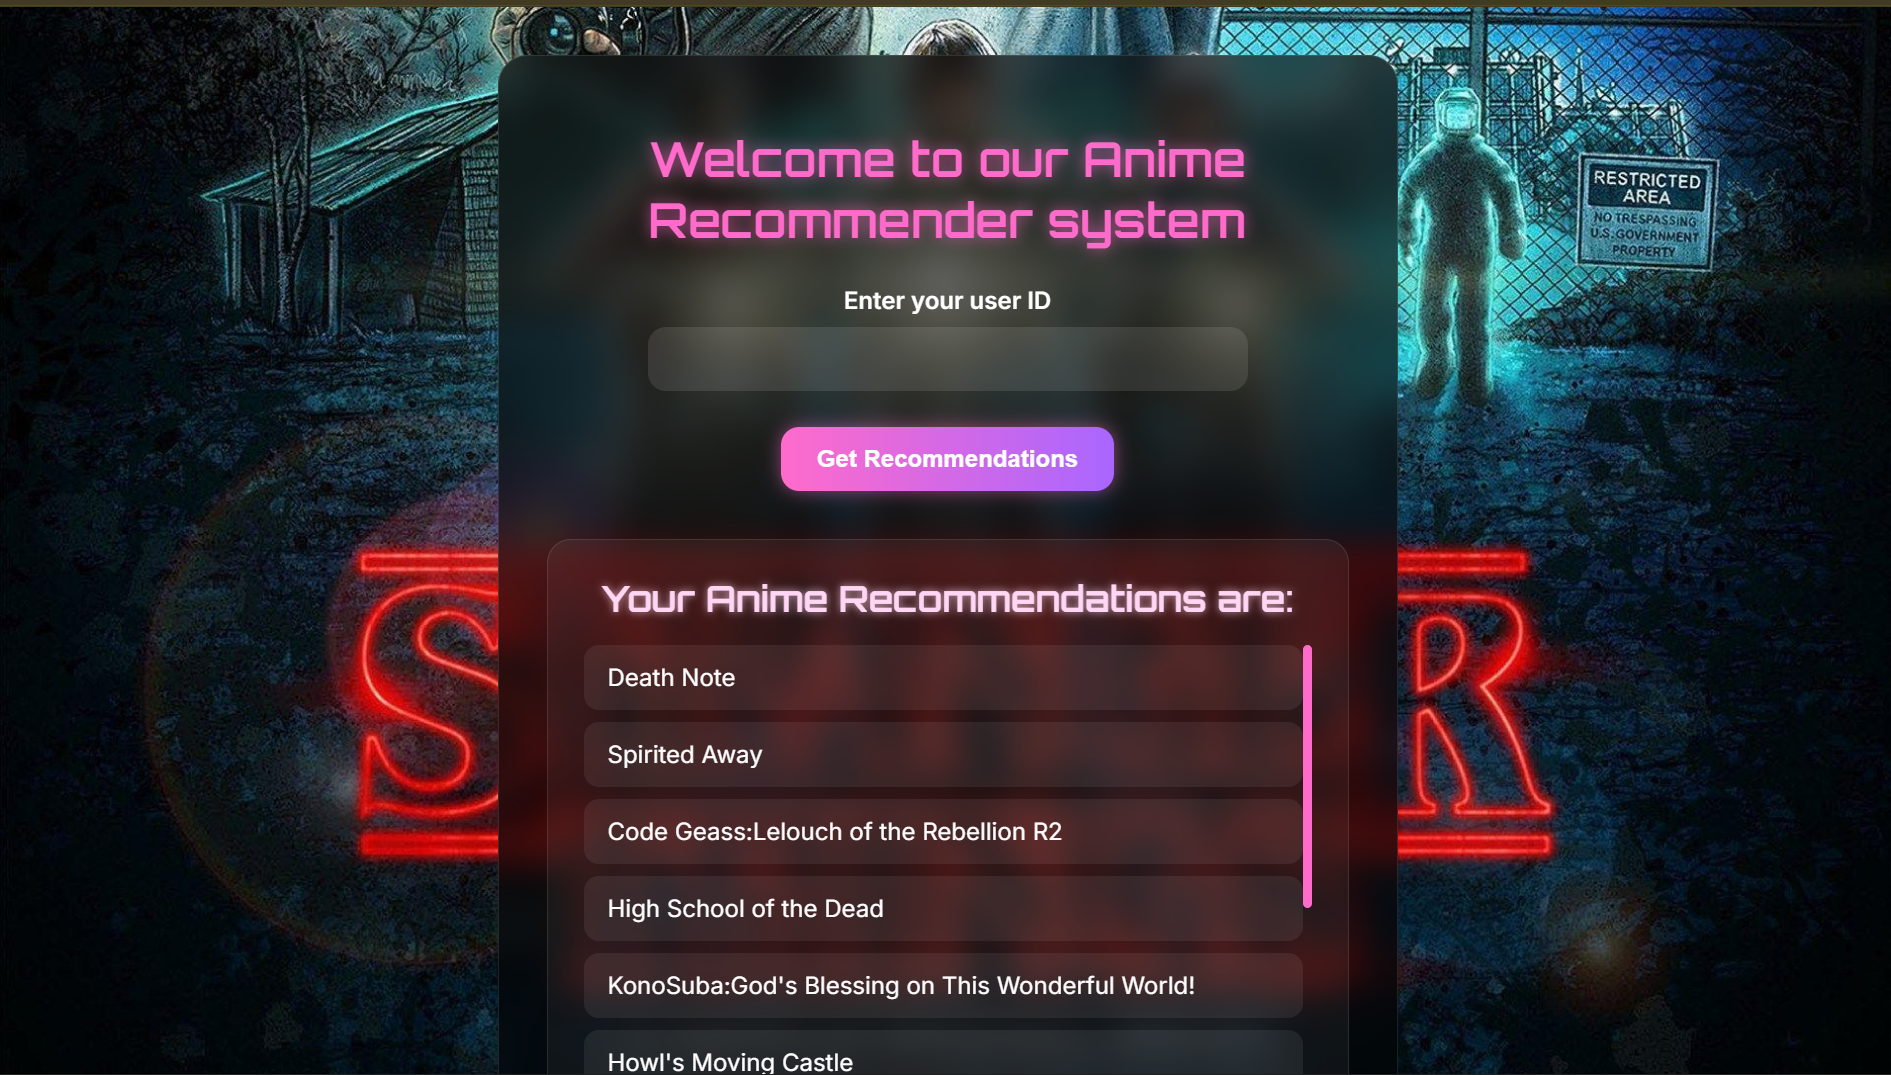 RESTRICTED
AREA
NO TRESPASSING
U.S. GOVERNMENT
PROPERTY
Welcome to our Anime
Recommender system
Enter your user ID
Get Recommendations
S
R
Your Anime Recommendations are:
Death Note
Spirited Away
Code Geass:Lelouch of the Rebellion R2
High School of the Dead
KonoSuba:God's Blessing on This Wonderful World!
Howl's Moving Castle